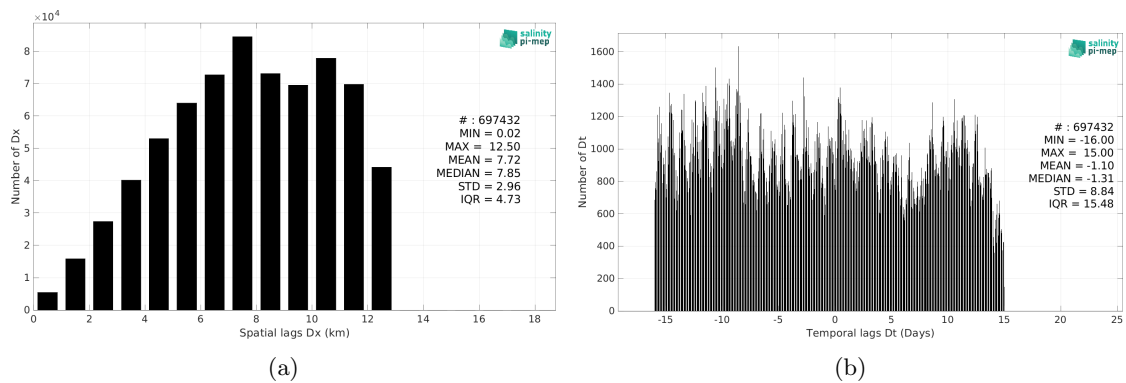 ×10⁴
9
8
7
6
5
4
3
2
1
0
Number of Dx
0 2 4 6 8 10 12 14 16 18
Spatial lags Dx (km)
salinity
pi-mep
# : 697432
MIN = 0.02
MAX = 12.50
MEAN = 7.72
MEDIAN = 7.85
STD = 2.96
IQR = 4.73
(a)
1600
1400
1200
1000
800
600
400
200
0
Number of Dt
-15 -10 -5 0 5 10 15 20 25
Temporal lags Dt (Days)
salinity
pi-mep
# : 697432
MIN = -16.00
MAX = 15.00
MEAN = -1.10
MEDIAN = -1.31
STD = 8.84
IQR = 15.48
(b)